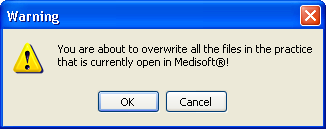 Warning
You are about to overwrite all the files in the practice
that is currently open in Medisoft®!
OK
Cancel